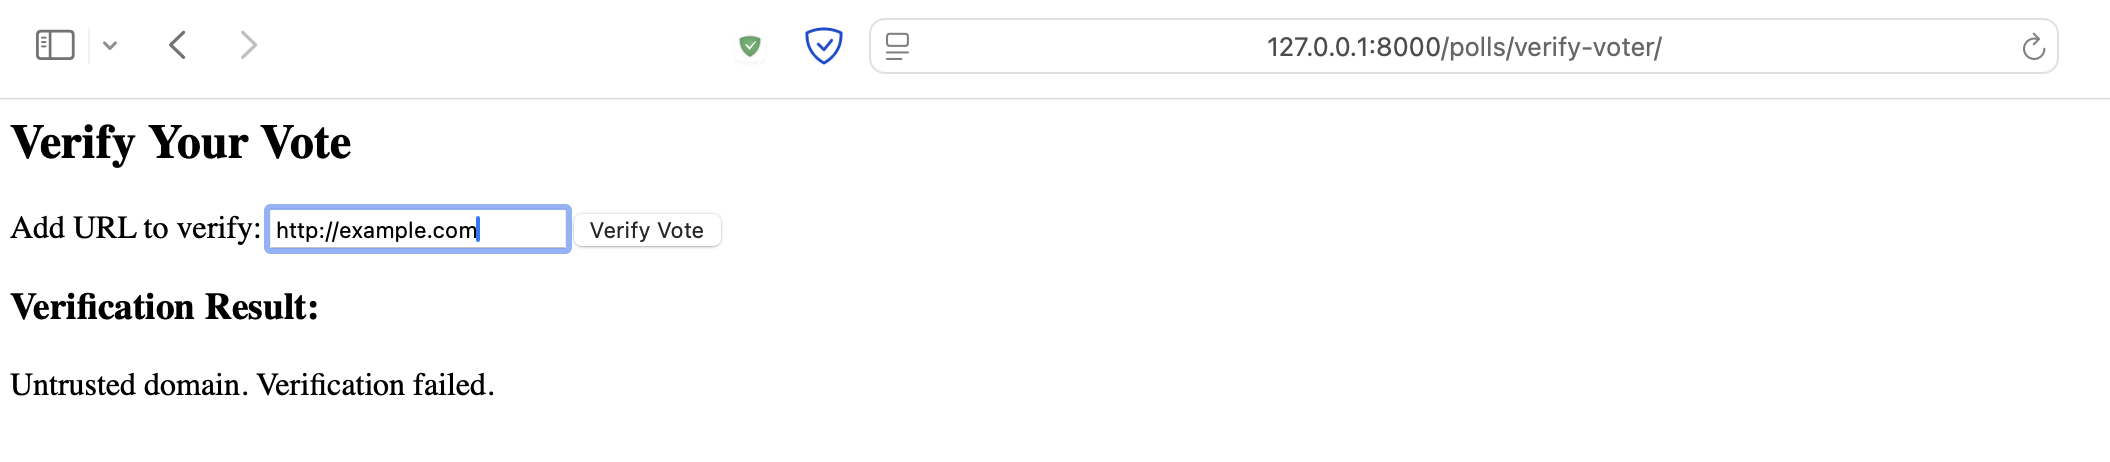 127.0.0.1:8000/polls/verify-voter/
Verify Your Vote
Add URL to verify: http://example.com Verify Vote
Verification Result:
Untrusted domain. Verification failed.